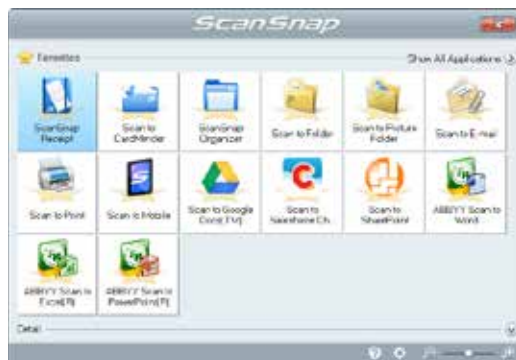 ScanSnap
Favorites
Show All Applications
ScanSnap
Receipt
Scan to
CardMinder
ScanSnap
Organizer
Scan to Folder
Scan to Picture
Folder
Scan to E-mail
Scan to Print
Scan to Mobile
Scan to Google
Docs(TM)
Scan to
Salesforce Ch.
Scan to
SharePoint
ABBYY Scan to
Word
ABBYY Scan to
Excel(R)
ABBYY Scan to
PowerPoint(R)
Detail